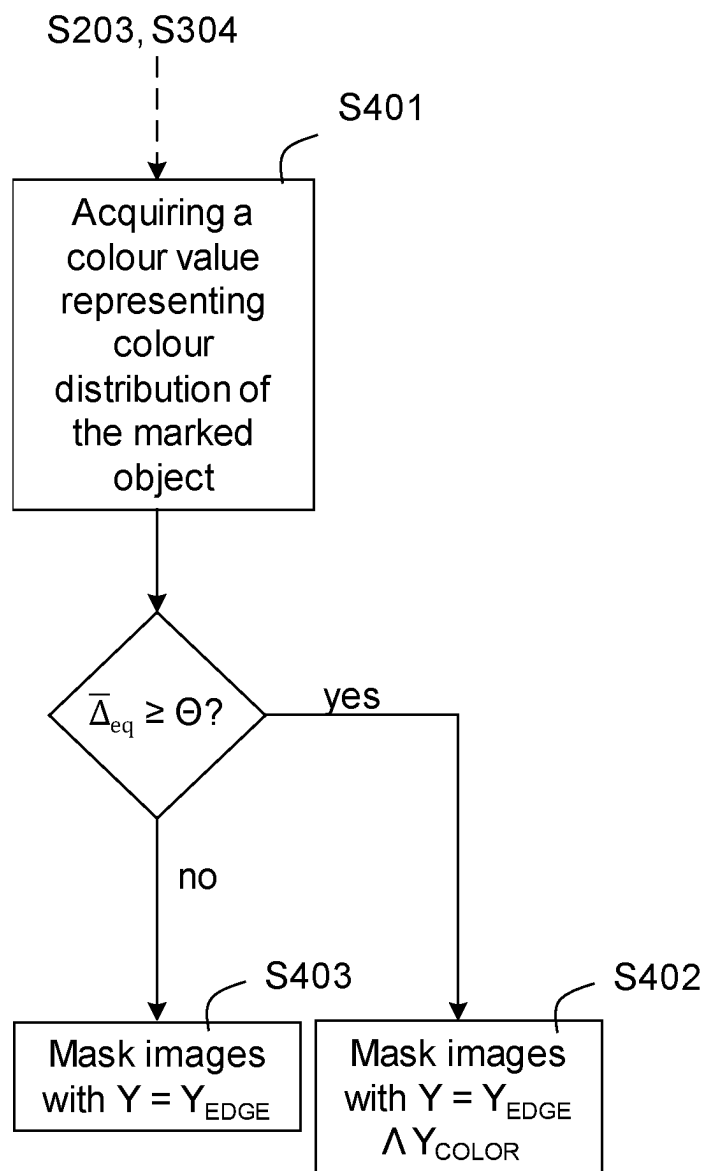 S203, S304
S401
Acquiring a
colour value
representing
colour
distribution of
the marked
object
Δ̅eq ≥ Θ?
yes
no
S403
Mask images
with Y = YEDGE
S402
Mask images
with Y = YEDGE
Λ YCOLOR